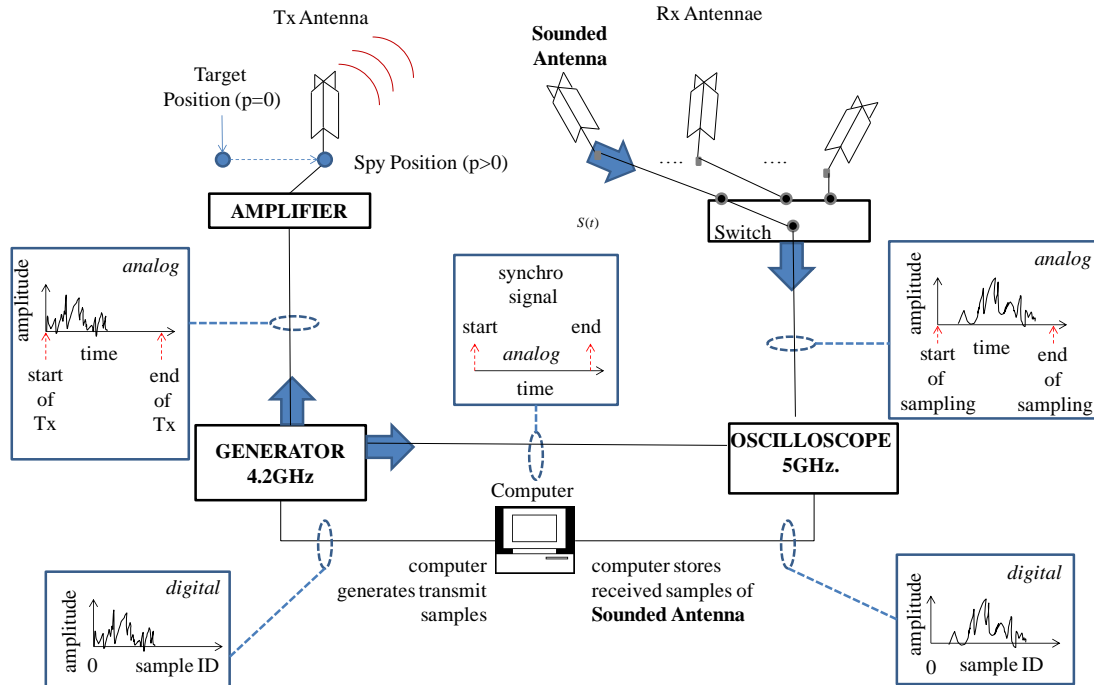 Tx Antenna
Rx Antennae
Sounded
Antenna
Target
Position (p=0)
Spy Position (p>0)
....
....
AMPLIFIER
S(t)
Switch
analog
amplitude
time
start
of
Tx
end
of
Tx
synchro
signal
start
end
analog
time
analog
amplitude
time
start
of
sampling
end
of
sampling
GENERATOR
4.2GHz
OSCILLOSCOPE
5GHz.
Computer
computer
generates transmit
samples
computer stores
received samples of
Sounded Antenna
digital
amplitude
0
sample ID
digital
amplitude
0
sample ID